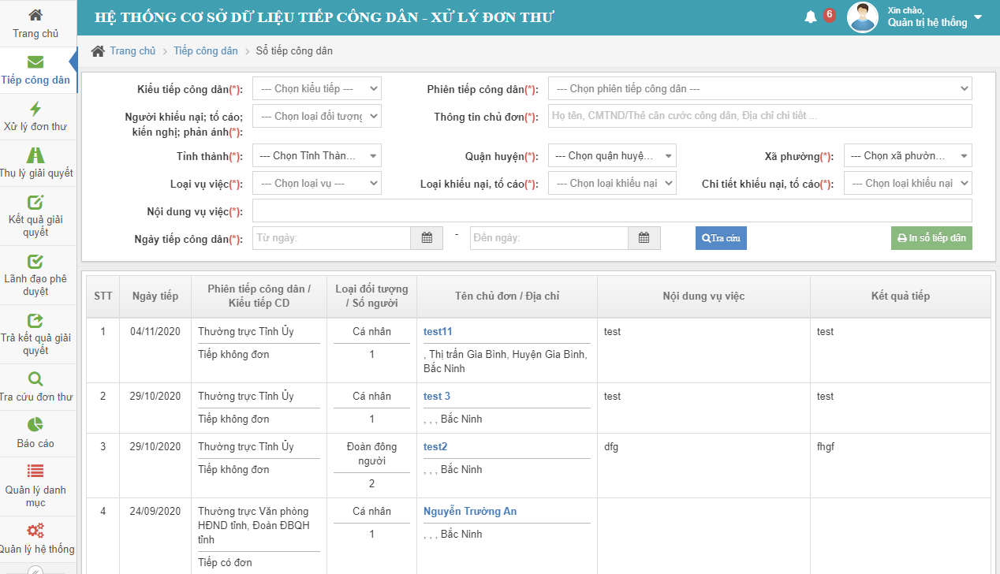 HỆ THỐNG CƠ SỞ DỮ LIỆU TIẾP CÔNG DÂN - XỬ LÝ ĐƠN THƯ
6
Xin chào,
Quản trị hệ thống
Trang chủ
Tiếp công dân
Xử lý đơn thư
Thụ lý giải quyết
Kết quả giải
quyết
Lãnh đạo phê
duyệt
Trả kết quả giải
quyết
Tra cứu đơn thư
Báo cáo
Quản lý danh
mục
Quản lý hệ thống
Trang chủ > Tiếp công dân > Sổ tiếp công dân
Kiểu tiếp công dân(*): --- Chọn kiểu tiếp --- Phiên tiếp công dân(*): --- Chọn phiên tiếp công dân ---
Người khiếu nại; tố cáo;
kiến nghị; phản ánh(*): --- Chọn loại đối tượng Thông tin chủ đơn(*): Họ tên, CMTND/Thẻ căn cước công dân, Địa chỉ chi tiết ...
Tỉnh thành(*): --- Chọn Tỉnh Thàn... Quận huyện(*): --- Chọn quận huyệ... Xã phường(*): --- Chọn xã phườn...
Loại vụ việc(*): --- Chọn loại vụ --- Loại khiếu nại, tố cáo(*): --- Chọn loại khiếu nại Chi tiết khiếu nại, tố cáo(*): --- Chọn loại khiếu nại
Nội dung vụ việc(*):
Ngày tiếp công dân(*): Từ ngày: - Đến ngày: Tra cứu In sổ tiếp dân
STT Ngày tiếp Phiên tiếp công dân / Loại đối tượng Tên chủ đơn / Địa chỉ Nội dung vụ việc Kết quả tiếp
Kiểu tiếp CD / Số người
1 04/11/2020 Thường trực Tỉnh Ủy Cá nhân test11 test test
Tiếp không đơn 1 , Thị trấn Gia Bình, Huyện Gia Bình,
Bắc Ninh
2 29/10/2020 Thường trực Tỉnh Ủy Cá nhân test 3 test test
Tiếp không đơn 1 , , , Bắc Ninh
3 29/10/2020 Thường trực Tỉnh Ủy Đoàn đông test2 dfg fhgf
người
Tiếp không đơn , , , Bắc Ninh
2
4 24/09/2020 Thường trực Văn phòng Cá nhân Nguyễn Trường An
HĐND tỉnh, Đoàn ĐBQH
tỉnh 1 , , , Bắc Ninh
Tiếp có đơn